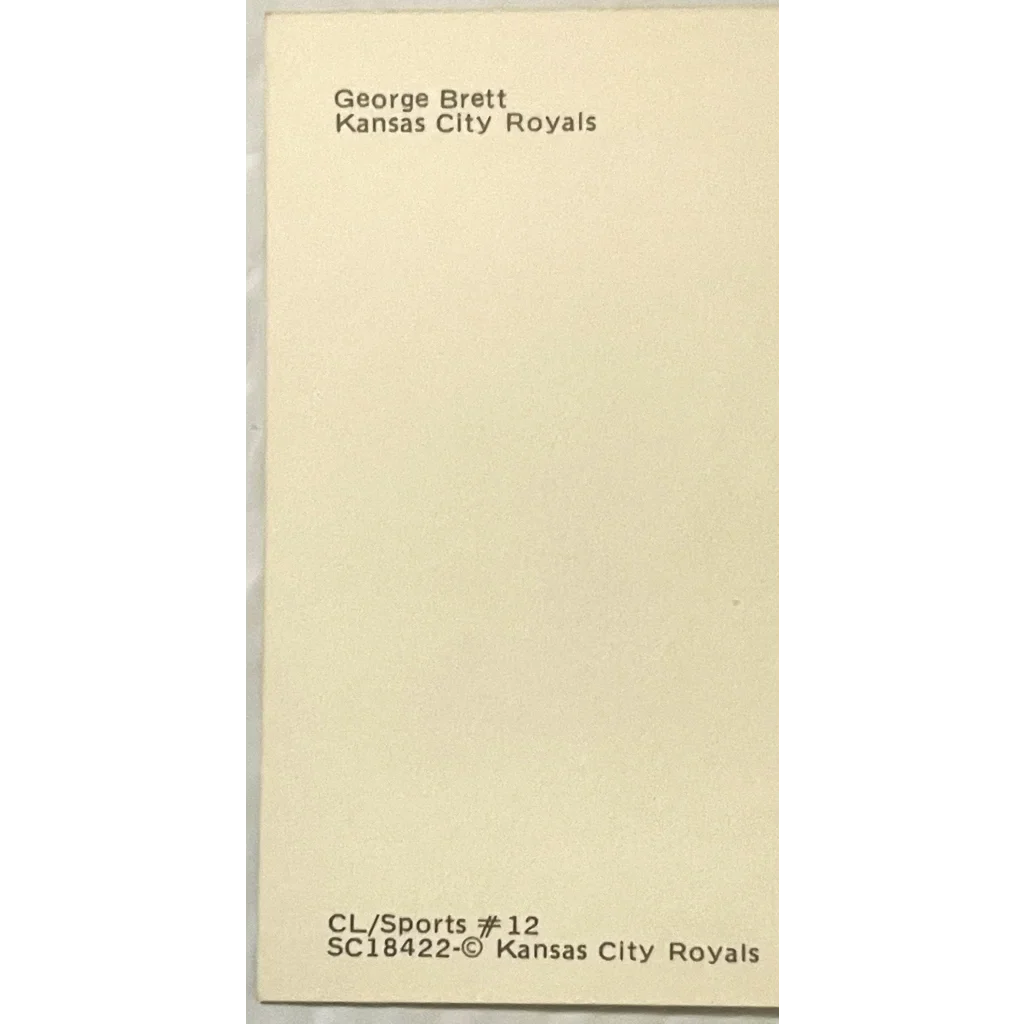 George Brett
Kansas City Royals
CL/Sports #12
SC18422-© Kansas City Royals